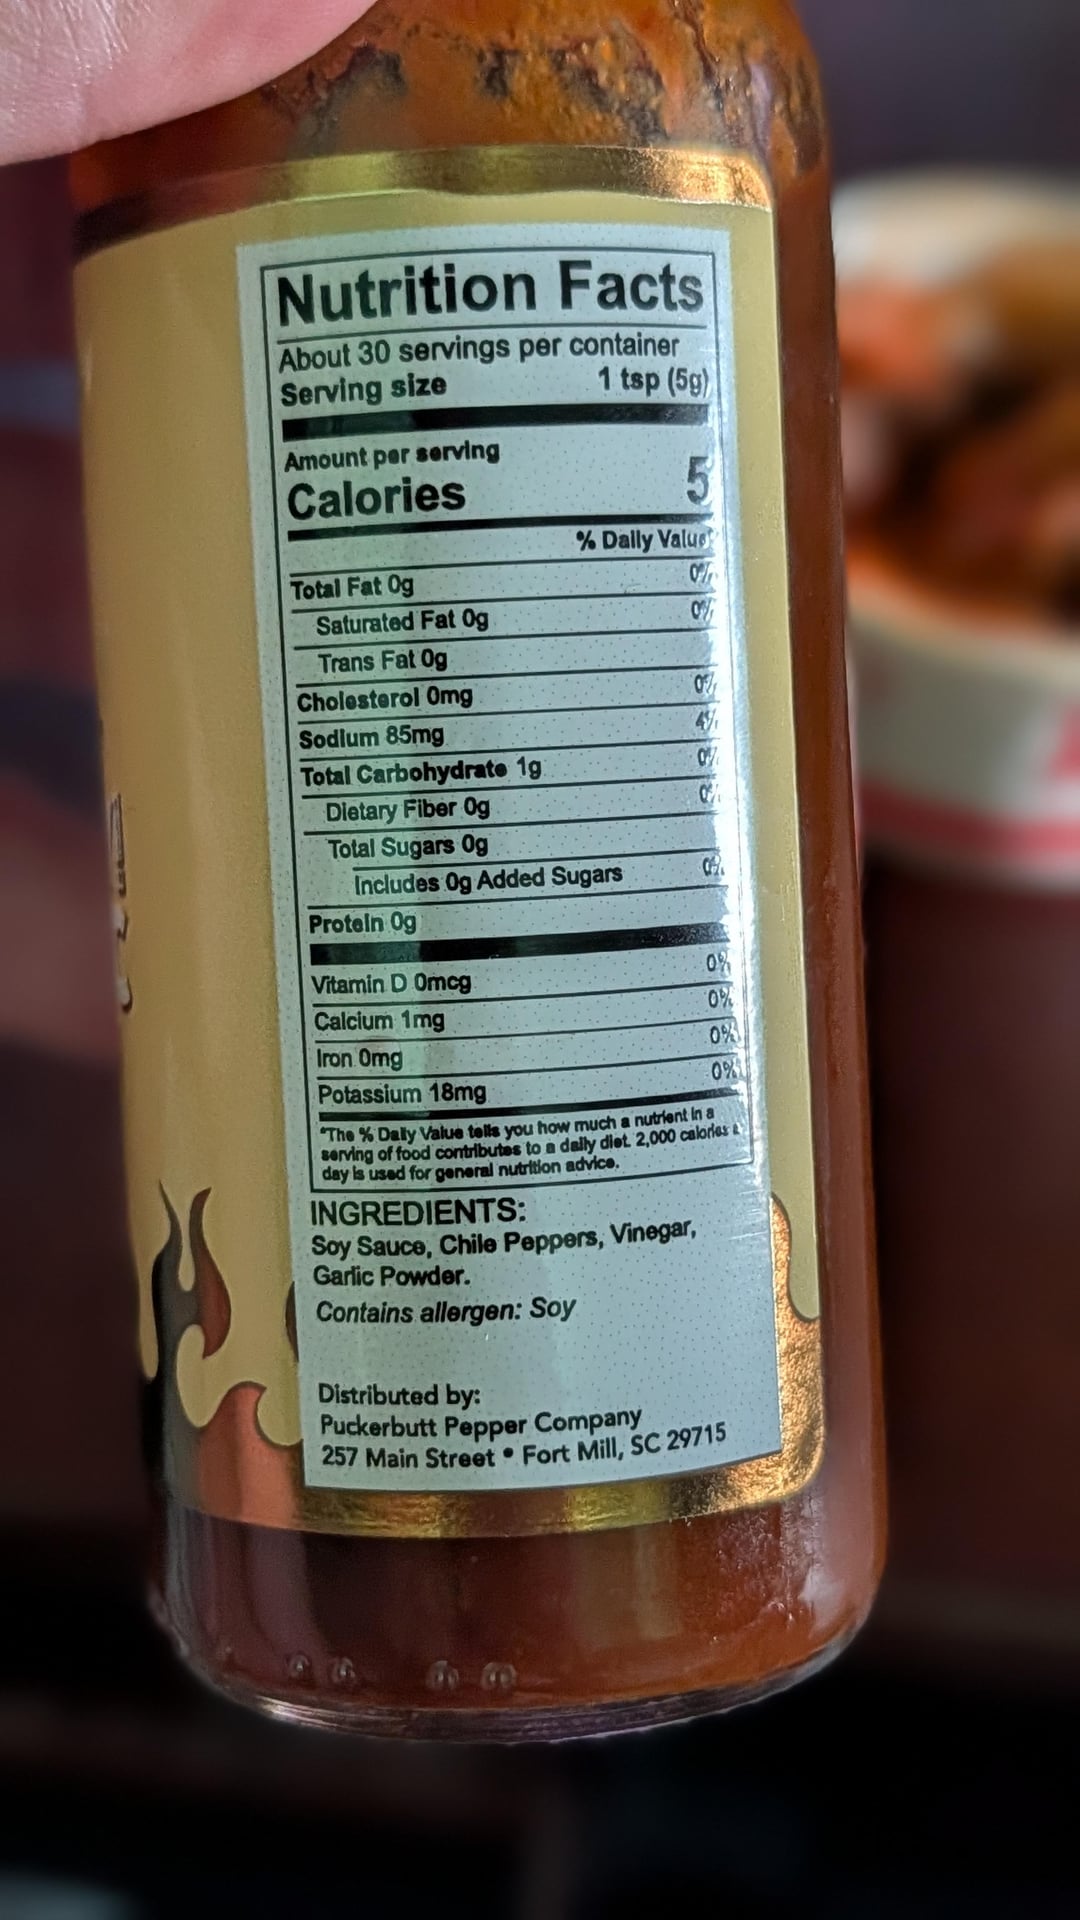 Nutrition Facts
About 30 servings per container
Serving size 1 tsp (5g)
Amount per serving
Calories 5
% Daily Value*
Total Fat 0g 0%
Saturated Fat 0g 0%
Trans Fat 0g
Cholesterol 0mg 0%
Sodium 85mg 4%
Total Carbohydrate 1g 0%
Dietary Fiber 0g 0%
Total Sugars 0g
Includes 0g Added Sugars 0%
Protein 0g
Vitamin D 0mcg 0%
Calcium 1mg 0%
Iron 0mg 0%
Potassium 18mg 0%
*The % Daily Value tells you how much a nutrient in a
serving of food contributes to a daily diet. 2,000 calories a
day is used for general nutrition advice.
INGREDIENTS:
Soy Sauce, Chile Peppers, Vinegar,
Garlic Powder.
Contains allergen: Soy
Distributed by:
Puckerbutt Pepper Company
257 Main Street • Fort Mill, SC 29715